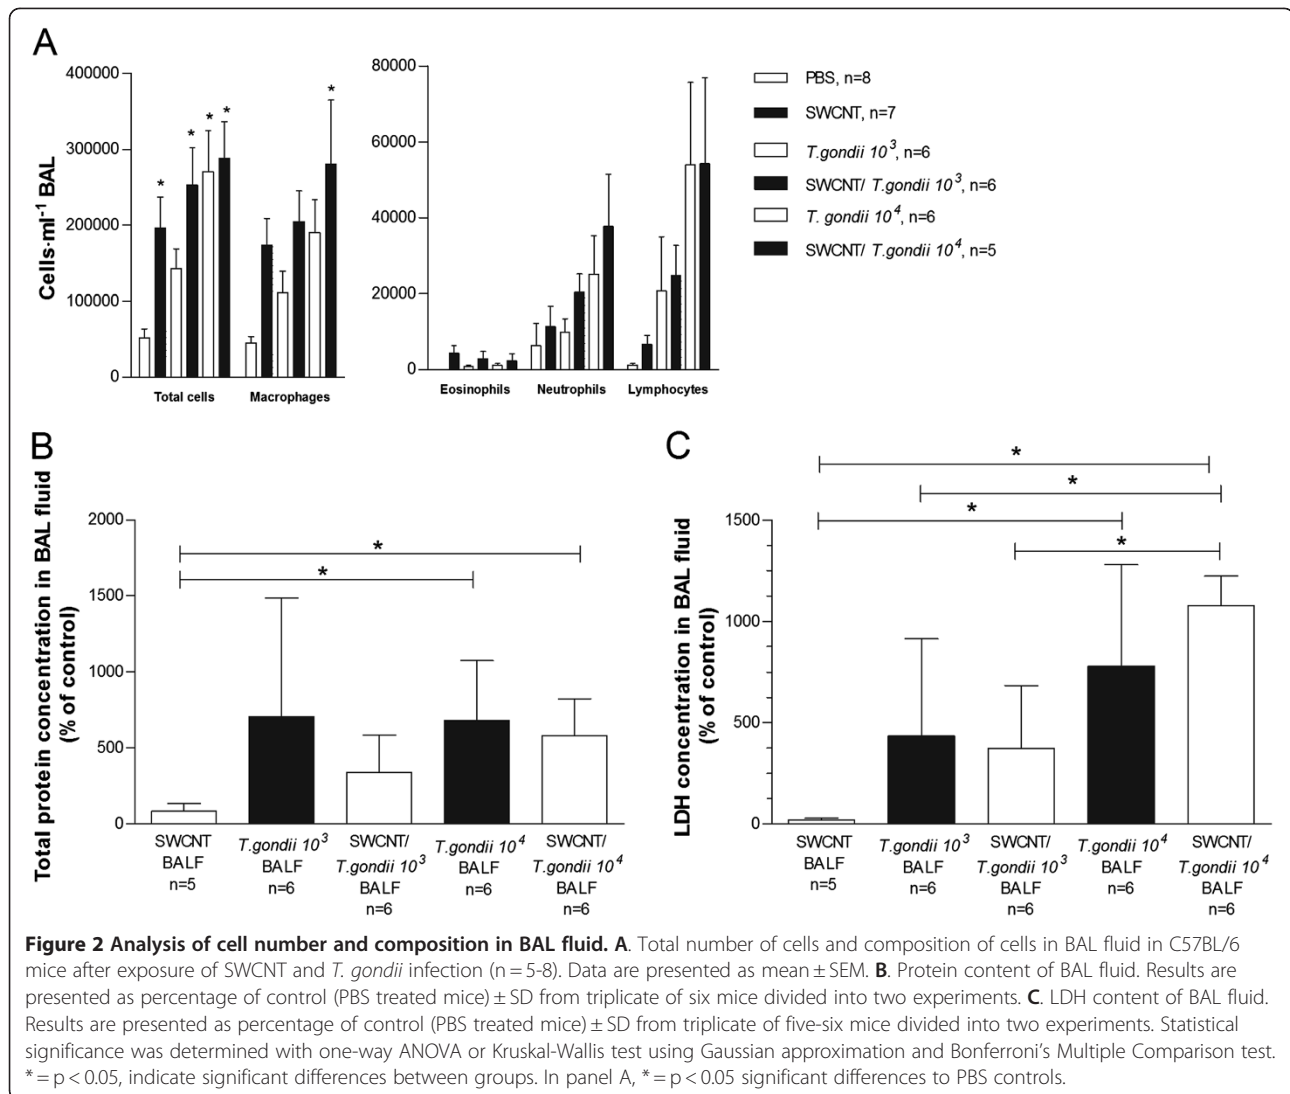 A
400000
300000
200000
100000
0
Cells·ml⁻¹ BAL
* * * * *
Total cells
Macrophages
80000
60000
40000
20000
0
Eosinophils
Neutrophils
Lymphocytes
PBS, n=8
SWCNT, n=7
T.gondii 10³, n=6
SWCNT/ T.gondii 10³, n=6
T. gondii 10⁴, n=6
SWCNT/ T.gondii 10⁴, n=5
B
Total protein concentration in BAL fluid
(% of control)
2000
1500
1000
500
0
*
*
SWCNT
BALF
n=5
T.gondii 10³
BALF
n=6
SWCNT/
T.gondii 10³
BALF
n=6
T.gondii 10⁴
BALF
n=6
SWCNT/
T.gondii 10⁴
BALF
n=6
C
LDH concentration in BAL fluid
(% of control)
1500
1000
500
0
*
*
*
*
SWCNT
BALF
n=5
T.gondii 10³
BALF
n=6
SWCNT/
T.gondii 10³
BALF
n=6
T.gondii 10⁴
BALF
n=6
SWCNT/
T.gondii 10⁴
BALF
n=6
Figure 2 Analysis of cell number and composition in BAL fluid. A. Total number of cells and composition of cells in BAL fluid in C57BL/6
mice after exposure of SWCNT and T. gondii infection (n = 5-8). Data are presented as mean ± SEM. B. Protein content of BAL fluid. Results are
presented as percentage of control (PBS treated mice) ± SD from triplicate of six mice divided into two experiments. C. LDH content of BAL fluid.
Results are presented as percentage of control (PBS treated mice) ± SD from triplicate of five-six mice divided into two experiments. Statistical
significance was determined with one-way ANOVA or Kruskal-Wallis test using Gaussian approximation and Bonferroni's Multiple Comparison test.
* = p < 0.05, indicate significant differences between groups. In panel A, * = p < 0.05 significant differences to PBS controls.